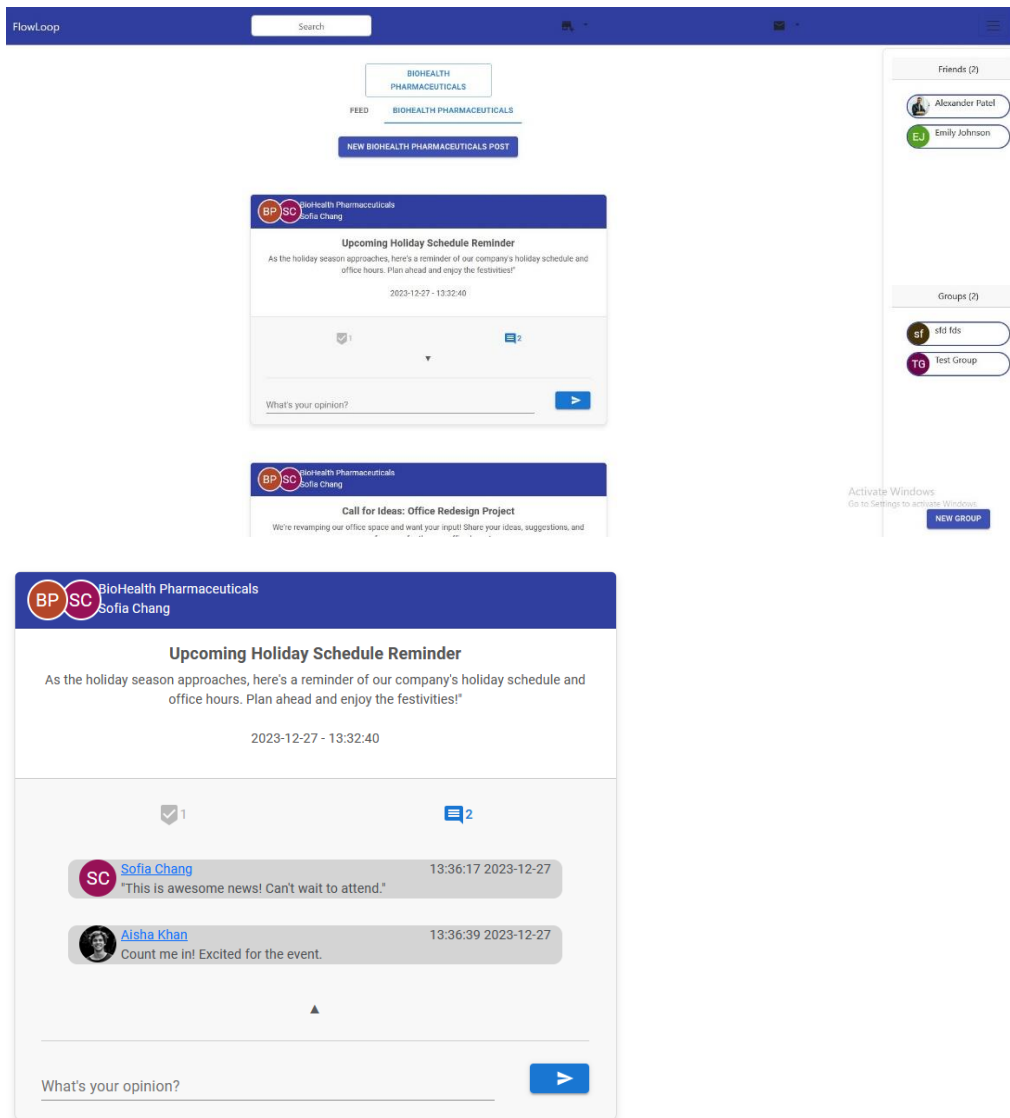 FlowLoop
Search
BIOHEALTH
PHARMACEUTICALS
FEED BIOHEALTH PHARMACEUTICALS
NEW BIOHEALTH PHARMACEUTICALS POST
BP SC BioHealth Pharmaceuticals
Sofia Chang
Upcoming Holiday Schedule Reminder
As the holiday season approaches, here's a reminder of our company's holiday schedule and
office hours. Plan ahead and enjoy the festivities!"
2023-12-27 - 13:32:40
1 2
▼
What's your opinion?
BP SC BioHealth Pharmaceuticals
Sofia Chang
Call for Ideas: Office Redesign Project
We're revamping our office space and want your input! Share your ideas, suggestions, and
Friends (2)
Alexander Patel
EJ Emily Johnson
Groups (2)
sf sfd fds
TG Test Group
Activate Windows
Go to Settings to activate Windows.
NEW GROUP
BP SC BioHealth Pharmaceuticals
Sofia Chang
Upcoming Holiday Schedule Reminder
As the holiday season approaches, here's a reminder of our company's holiday schedule and
office hours. Plan ahead and enjoy the festivities!"
2023-12-27 - 13:32:40
1 2
SC Sofia Chang 13:36:17 2023-12-27
"This is awesome news! Can't wait to attend."
Aisha Khan 13:36:39 2023-12-27
Count me in! Excited for the event.
▲
What's your opinion?